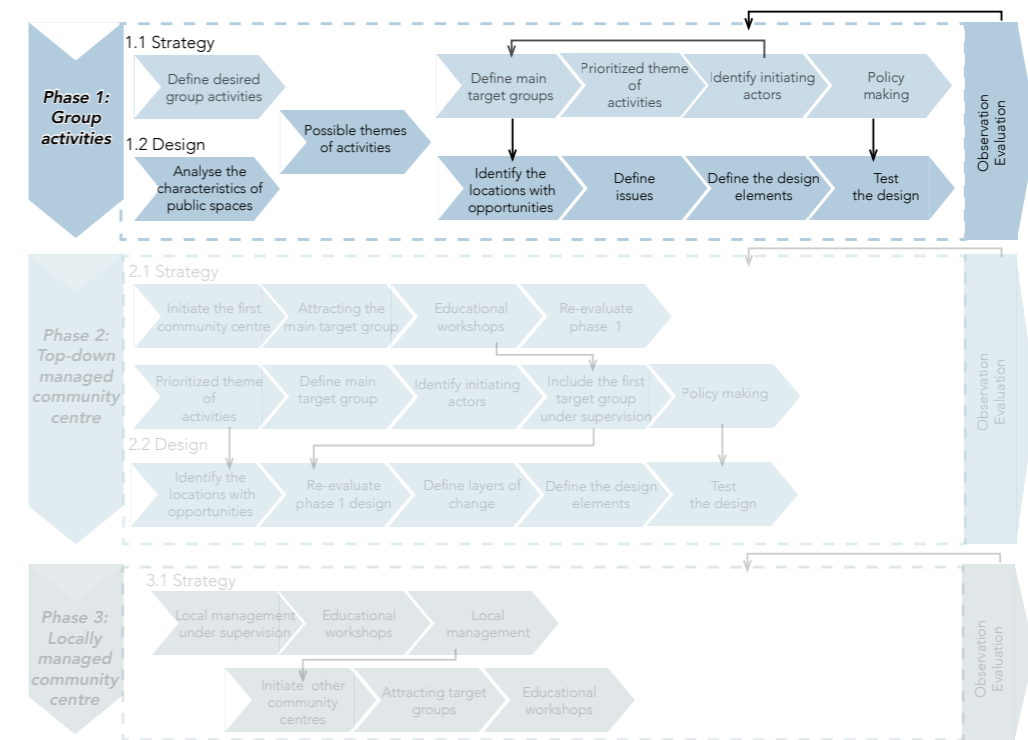 1.1 Strategy
Phase 1:
Group
activities
Define desired
group activities
Possible themes
of activities
Define main
target groups
Prioritized theme
of
activities
Identify initiating
actors
Policy
making
1.2 Design
Analyse the
characteristics of
public spaces
Identify the
locations with
opportunities
Define
issues
Define the design
elements
Test
the design
Observation
Evaluation
2.1 Strategy
Phase 2:
Top-down
managed
community
centre
Initiate the first
community centre
Attracting the
main target group
Educational
workshops
Re-evaluate
phase 1
Prioritized theme
of
activities
Define main
target group
Identify initiating
actors
Include the first
target group
under supervision
Policy making
2.2 Design
Identify the
locations with
opportunities
Re-evaluate
phase 1 design
Define layers of
change
Define the design
elements
Test
the design
Observation
Evaluation
3.1 Strategy
Phase 3:
Locally
managed
community
centre
Local management
under supervision
Educational
workshops
Local
management
Initiate other
community
centres
Attracting target
groups
Educational
workshops
Observation
Evaluation